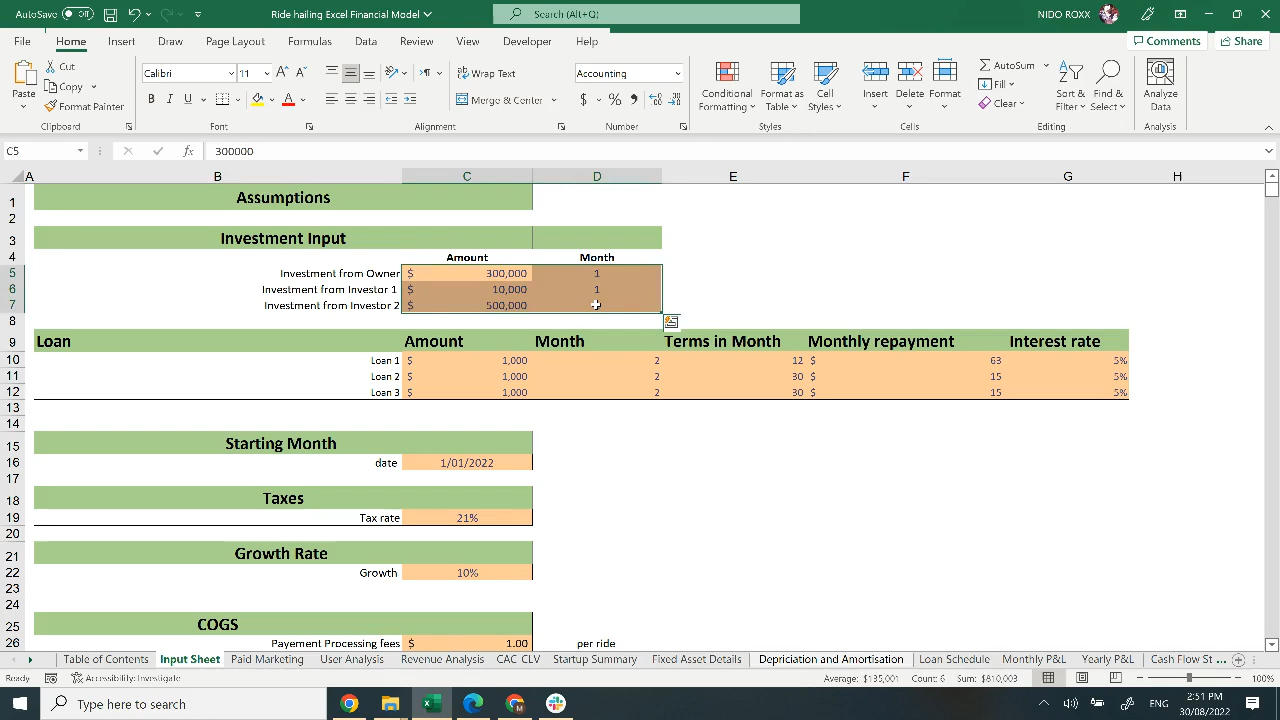 AutoSave Off Ride hailing Excel Financial Model Search (Alt+Q) NIDO ROXX
File Home Insert Draw Page Layout Formulas Data Review View Developer Help Comments Share
Paste Cut Copy Format Painter Clipboard
Calibri 11 A A B I U A Font
Wrap Text Merge & Center Alignment
Accounting $ % Number
Conditional Formatting Format as Table Cell Styles Styles
Insert Delete Format Cells
AutoSum Fill Clear Sort & Filter Find & Select Editing
Analyze Data Analysis
C5 fx 300000
A B C D E F G H
1 Assumptions
2
3 Investment Input
4 Amount Month
5 Investment from Owner $ 300,000 1
6 Investment from Investor 1 $ 10,000 1
7 Investment from Investor 2 $ 500,000
8
9 Loan Amount Month Terms in Month Monthly repayment Interest rate
10 Loan 1 $ 1,000 2 12 $ 63 5%
11 Loan 2 $ 1,000 2 30 $ 15 5%
12 Loan 3 $ 1,000 2 30 $ 15 5%
13
14
15 Starting Month
16 date 1/01/2022
17
18 Taxes
19 Tax rate 21%
20
21 Growth Rate
22 Growth 10%
23
24
25 COGS
26 Payement Processing fees $ 1.00 per ride
Table of Contents Input Sheet Paid Marketing User Analysis Revenue Analysis CAC_CLV Startup Summary Fixed Asset Details Depriciation and Amortisation Loan Schedule Monthly P&L Yearly P&L Cash Flow St ...
Ready Accessibility: Investigate Average: $135,001 Count: 6 Sum: $810,003 100%
Type here to search 2:51 PM
30/08/2022